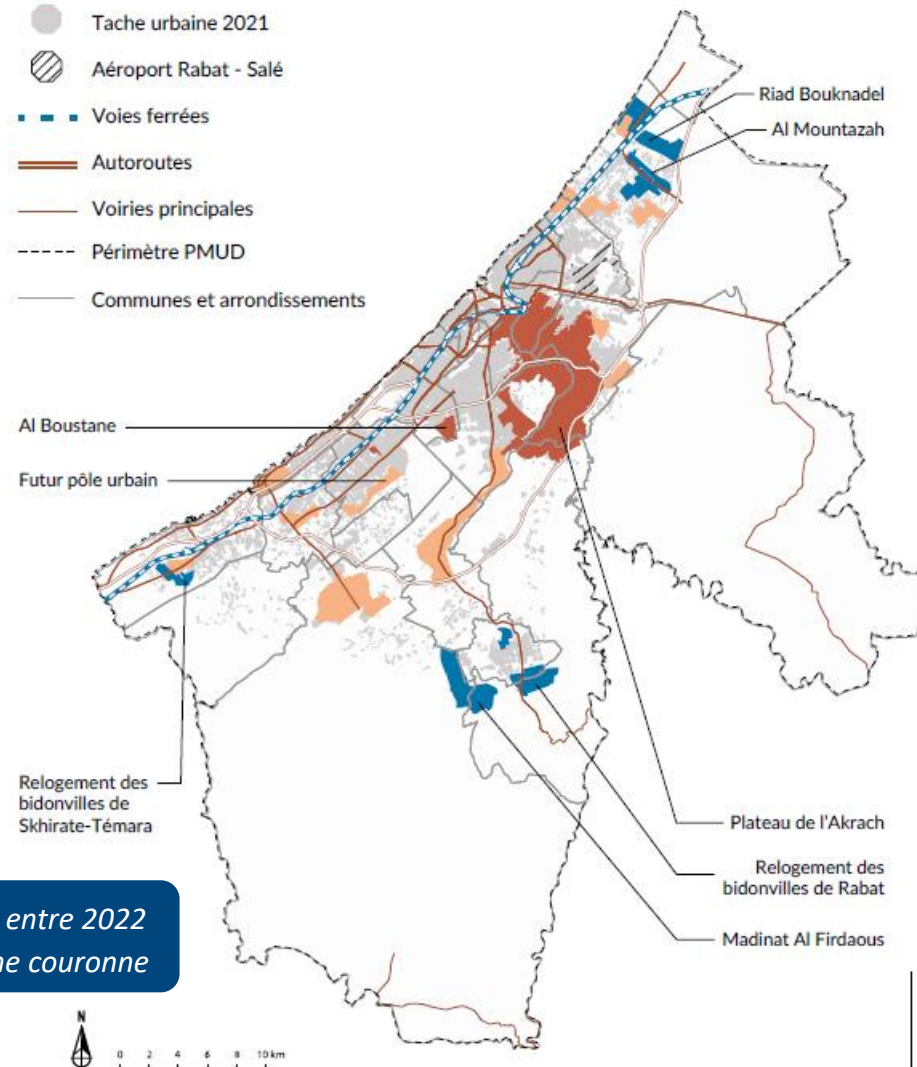 Tache urbaine 2021
Aéroport Rabat - Salé
Voies ferrées
Autoroutes
Voiries principales
Périmètre PMUD
Communes et arrondissements
Riad Bouknadel
Al Mountazah
Al Boustane
Futur pôle urbain
Relogement des
bidonvilles de
Skhirate-Témara
Plateau de l'Akrach
Relogement des
bidonvilles de Rabat
Madinat Al Firdaous
entre 2022
ne couronne
N
0 2 4 6 8 10 km